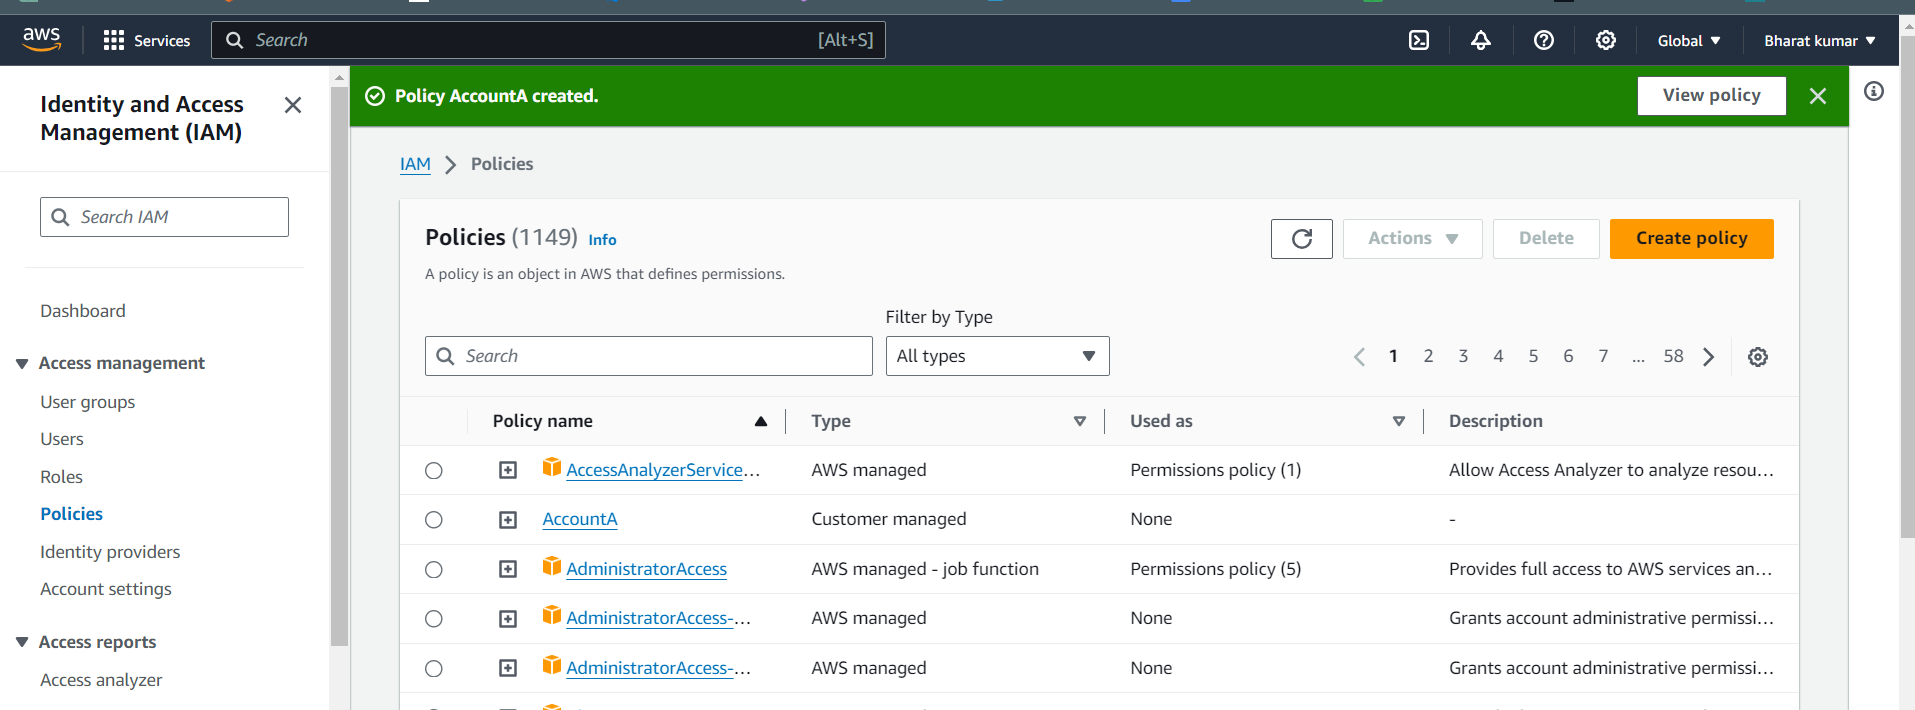 aws
Services
Search
[Alt+S]
Global
Bharat kumar
Identity and Access
Management (IAM)
Search IAM
Dashboard
Access management
User groups
Users
Roles
Policies
Identity providers
Account settings
Access reports
Access analyzer
Policy AccountA created.
View policy
IAM
Policies
Policies (1149) Info
A policy is an object in AWS that defines permissions.
Actions
Delete
Create policy
Filter by Type
Search
All types
1 2 3 4 5 6 7 ... 58
Policy name Type Used as Description
AccessAnalyzerService... AWS managed Permissions policy (1) Allow Access Analyzer to analyze resou...
AccountA Customer managed None -
AdministratorAccess AWS managed - job function Permissions policy (5) Provides full access to AWS services an...
AdministratorAccess-... AWS managed None Grants account administrative permissi...
AdministratorAccess-... AWS managed None Grants account administrative permissi...